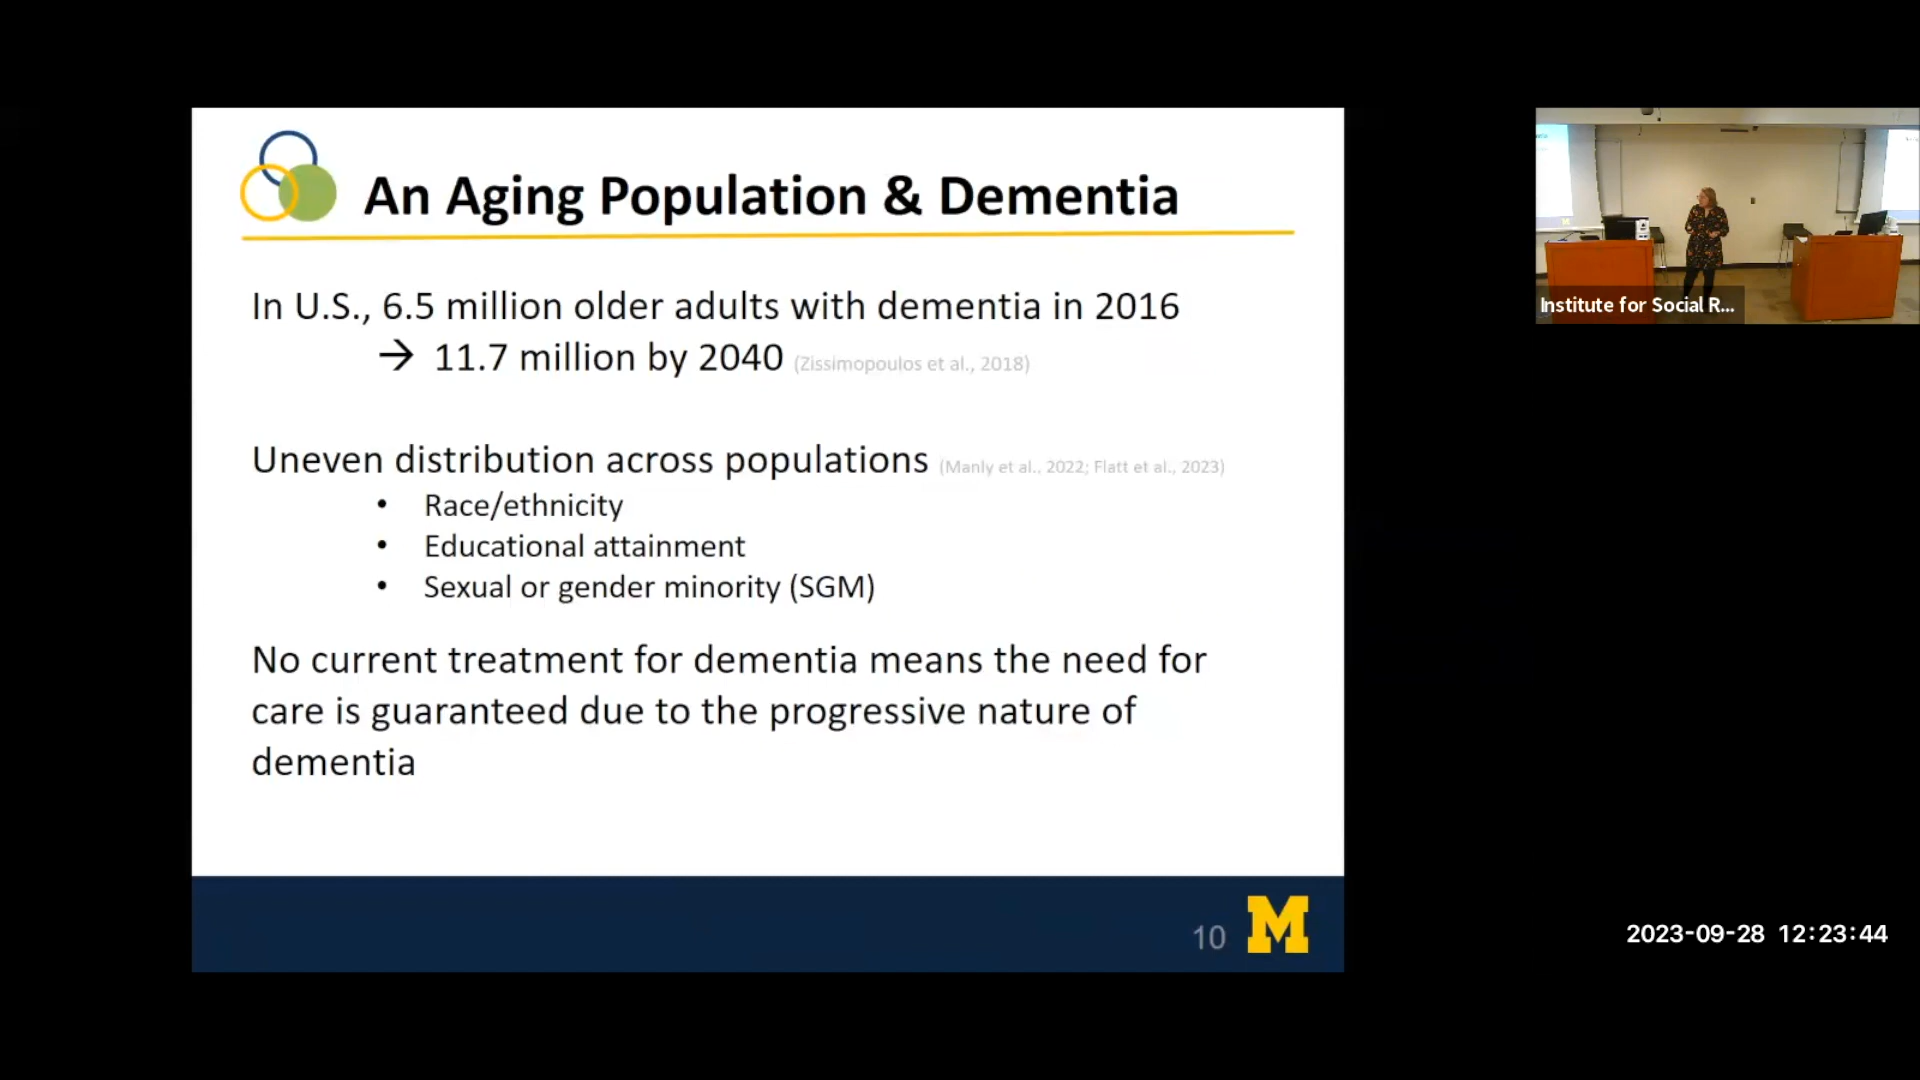 An Aging Population & Dementia
In U.S., 6.5 million older adults with dementia in 2016
→ 11.7 million by 2040 (Zissimopoulos et al., 2018)
Uneven distribution across populations (Manly et al., 2022; Flatt et al., 2023)
• Race/ethnicity
• Educational attainment
• Sexual or gender minority (SGM)
No current treatment for dementia means the need for
care is guaranteed due to the progressive nature of
dementia
10 M
Institute for Social R...
2023-09-28 12:23:44